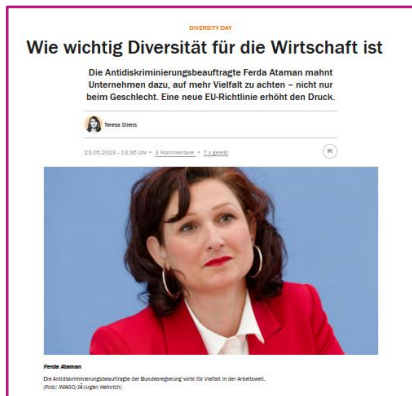 DIVERSITY DAY
Wie wichtig Diversität für die Wirtschaft ist
Die Antidiskriminierungsbeauftragte Ferda Ataman mahnt
Unternehmen dazu, auf mehr Vielfalt zu achten – nicht nur
beim Geschlecht. Eine neue EU-Richtlinie erhöht den Druck.
Teresa Stiens
23.05.2023 - 13:36 Uhr • 3 Kommentare • 7 x geteilt
Ferda Ataman
Die Antidiskriminierungsbeauftragte der Bundesregierung wirbt für Vielfalt in der Arbeitswelt.
(Foto: IMAGO/ Heinrich)